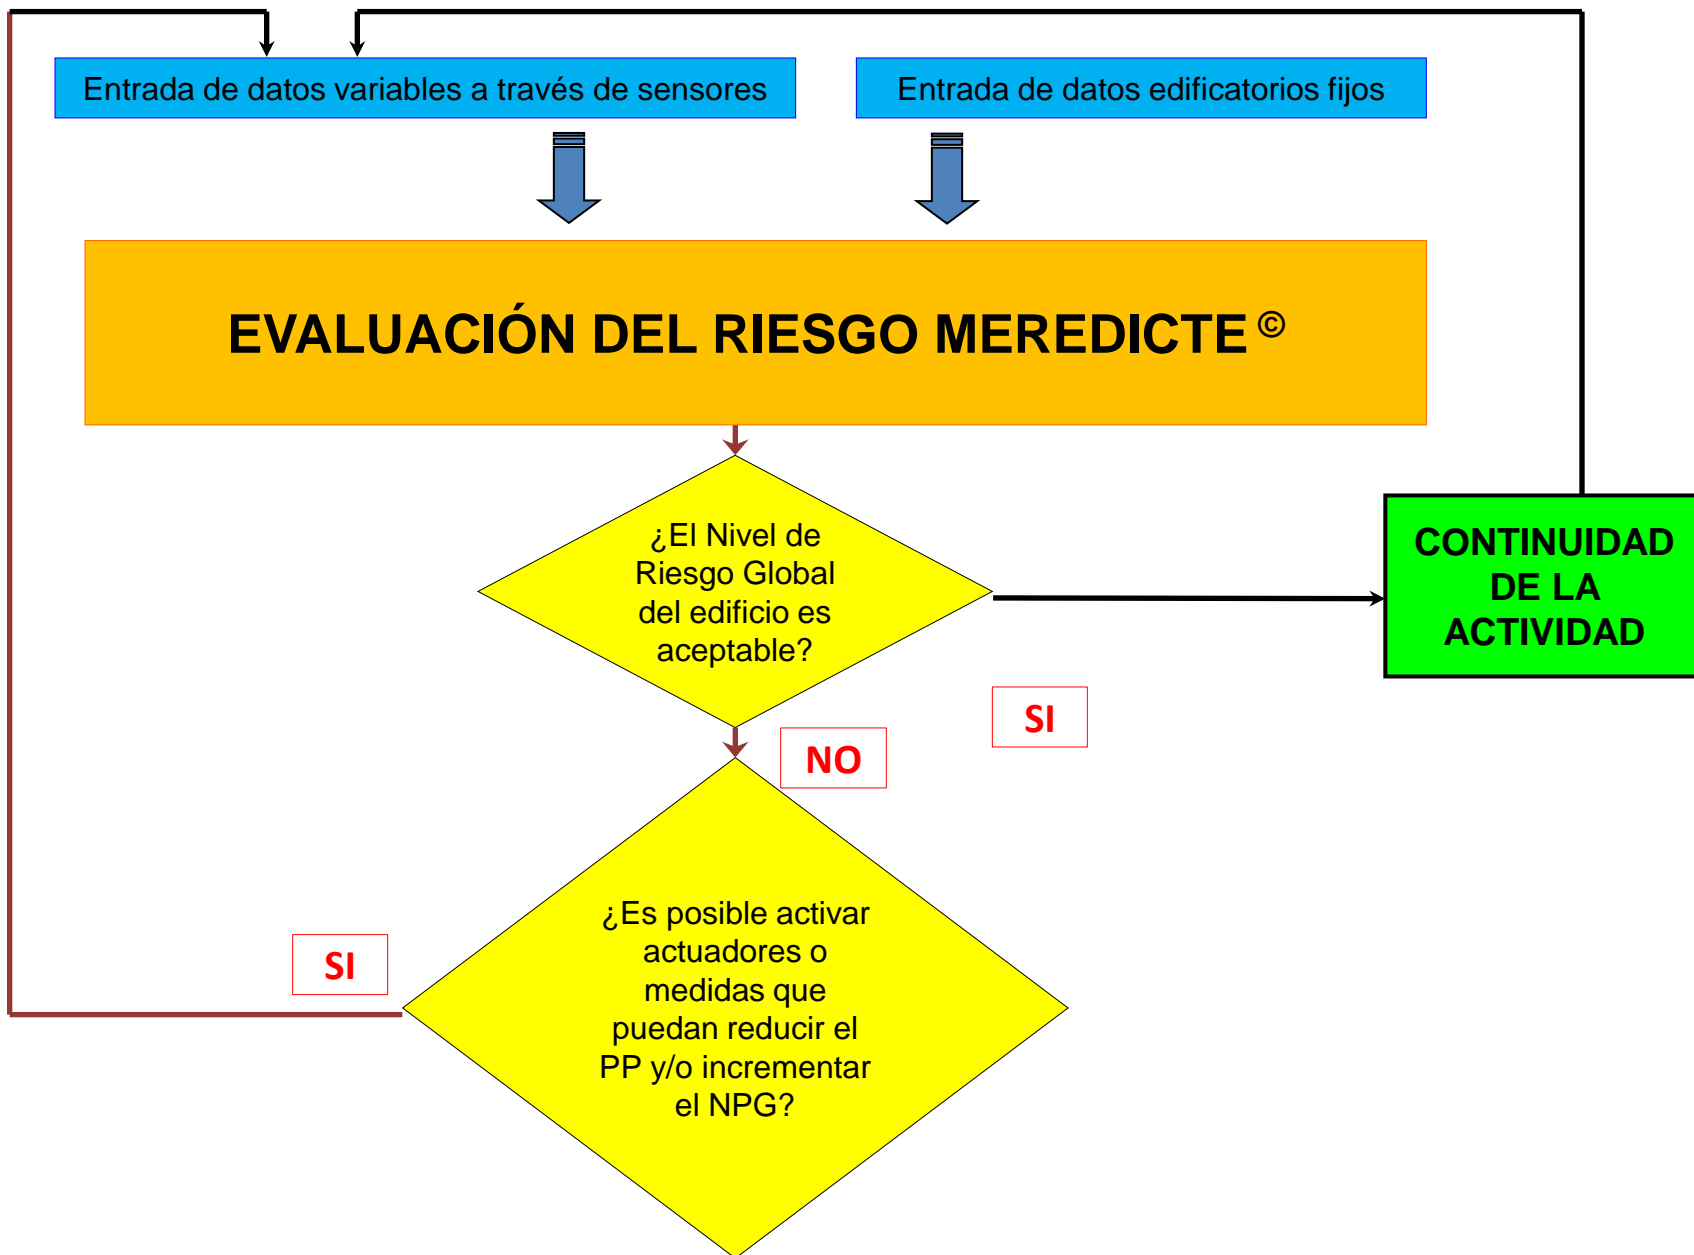 Entrada de datos variables a través de sensores
Entrada de datos edificatorios fijos
EVALUACIÓN DEL RIESGO MEREDICTE ©
¿El Nivel de
Riesgo Global
del edificio es
aceptable?
CONTINUIDAD
DE LA
ACTIVIDAD
SI
NO
¿Es posible activar
actuadores o
medidas que
puedan reducir el
PP y/o incrementar
el NPG?
SI